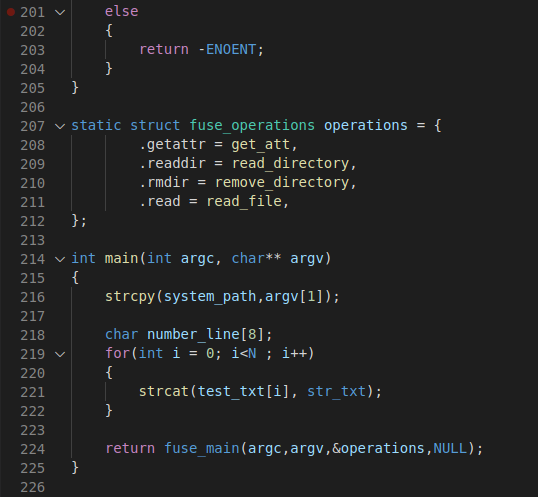 201 else
202 {
203 return -ENOENT;
204 }
205 }
206
207 static struct fuse_operations operations = {
208 .getattr = get_att,
209 .readdir = read_directory,
210 .rmdir = remove_directory,
211 .read = read_file,
212 };
213
214 int main(int argc, char** argv)
215 {
216 strcpy(system_path,argv[1]);
217
218 char number_line[8];
219 for(int i = 0; i<N ; i++)
220 {
221 strcat(test_txt[i], str_txt);
222 }
223
224 return fuse_main(argc,argv,&operations,NULL);
225 }
226